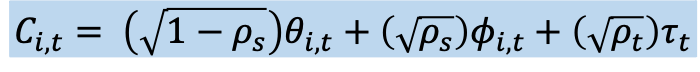 C_{i,t} = (√1 − ρ_s)θ_{i,t} + (√ρ_s)ϕ_{i,t} + (√ρ_t)τ_t